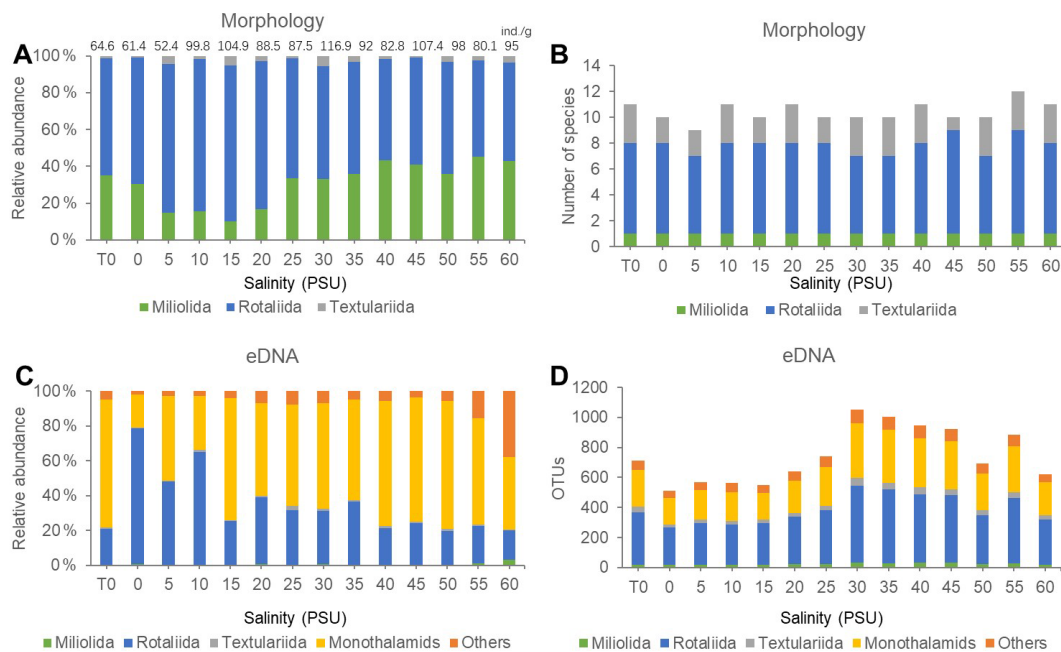 Morphology
A
ind./g
64.6 61.4 52.4 99.8 104.9 88.5 87.5 116.9 92 82.8 107.4 98 80.1 95
100 %
80 %
60 %
40 %
20 %
0 %
Relative abundance
T0 0 5 10 15 20 25 30 35 40 45 50 55 60
Salinity (PSU)
Miliolida Rotaliida Textulariida
Morphology
B
14
12
10
8
6
4
2
0
Number of species
T0 0 5 10 15 20 25 30 35 40 45 50 55 60
Salinity (PSU)
Miliolida Rotaliida Textulariida
eDNA
C
100 %
80 %
60 %
40 %
20 %
0 %
Relative abundance
T0 0 5 10 15 20 25 30 35 40 45 50 55 60
Salinity (PSU)
Miliolida Rotaliida Textulariida Monothalamids Others
eDNA
D
1200
1000
800
600
400
200
0
OTUs
T0 0 5 10 15 20 25 30 35 40 45 50 55 60
Salinity (PSU)
Miliolida Rotaliida Textulariida Monothalamids Others